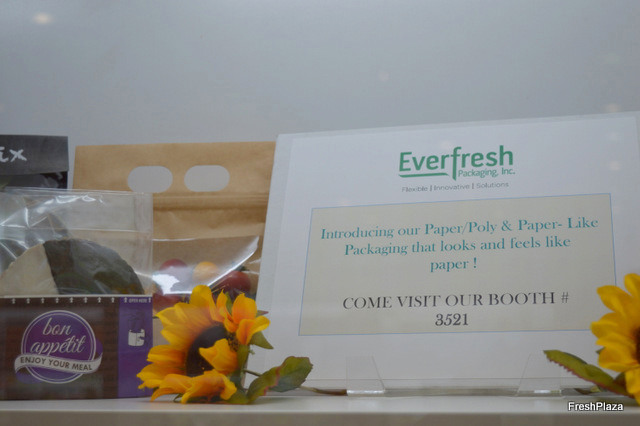 ix
Everfresh
Packaging, Inc.
Flexible | Innovative | Solutions
Introducing our Paper/Poly & Paper- Like
Packaging that looks and feels like
paper !
COME VISIT OUR BOOTH #
3521
bon
appétit
ENJOY YOUR MEAL
FreshPlaza